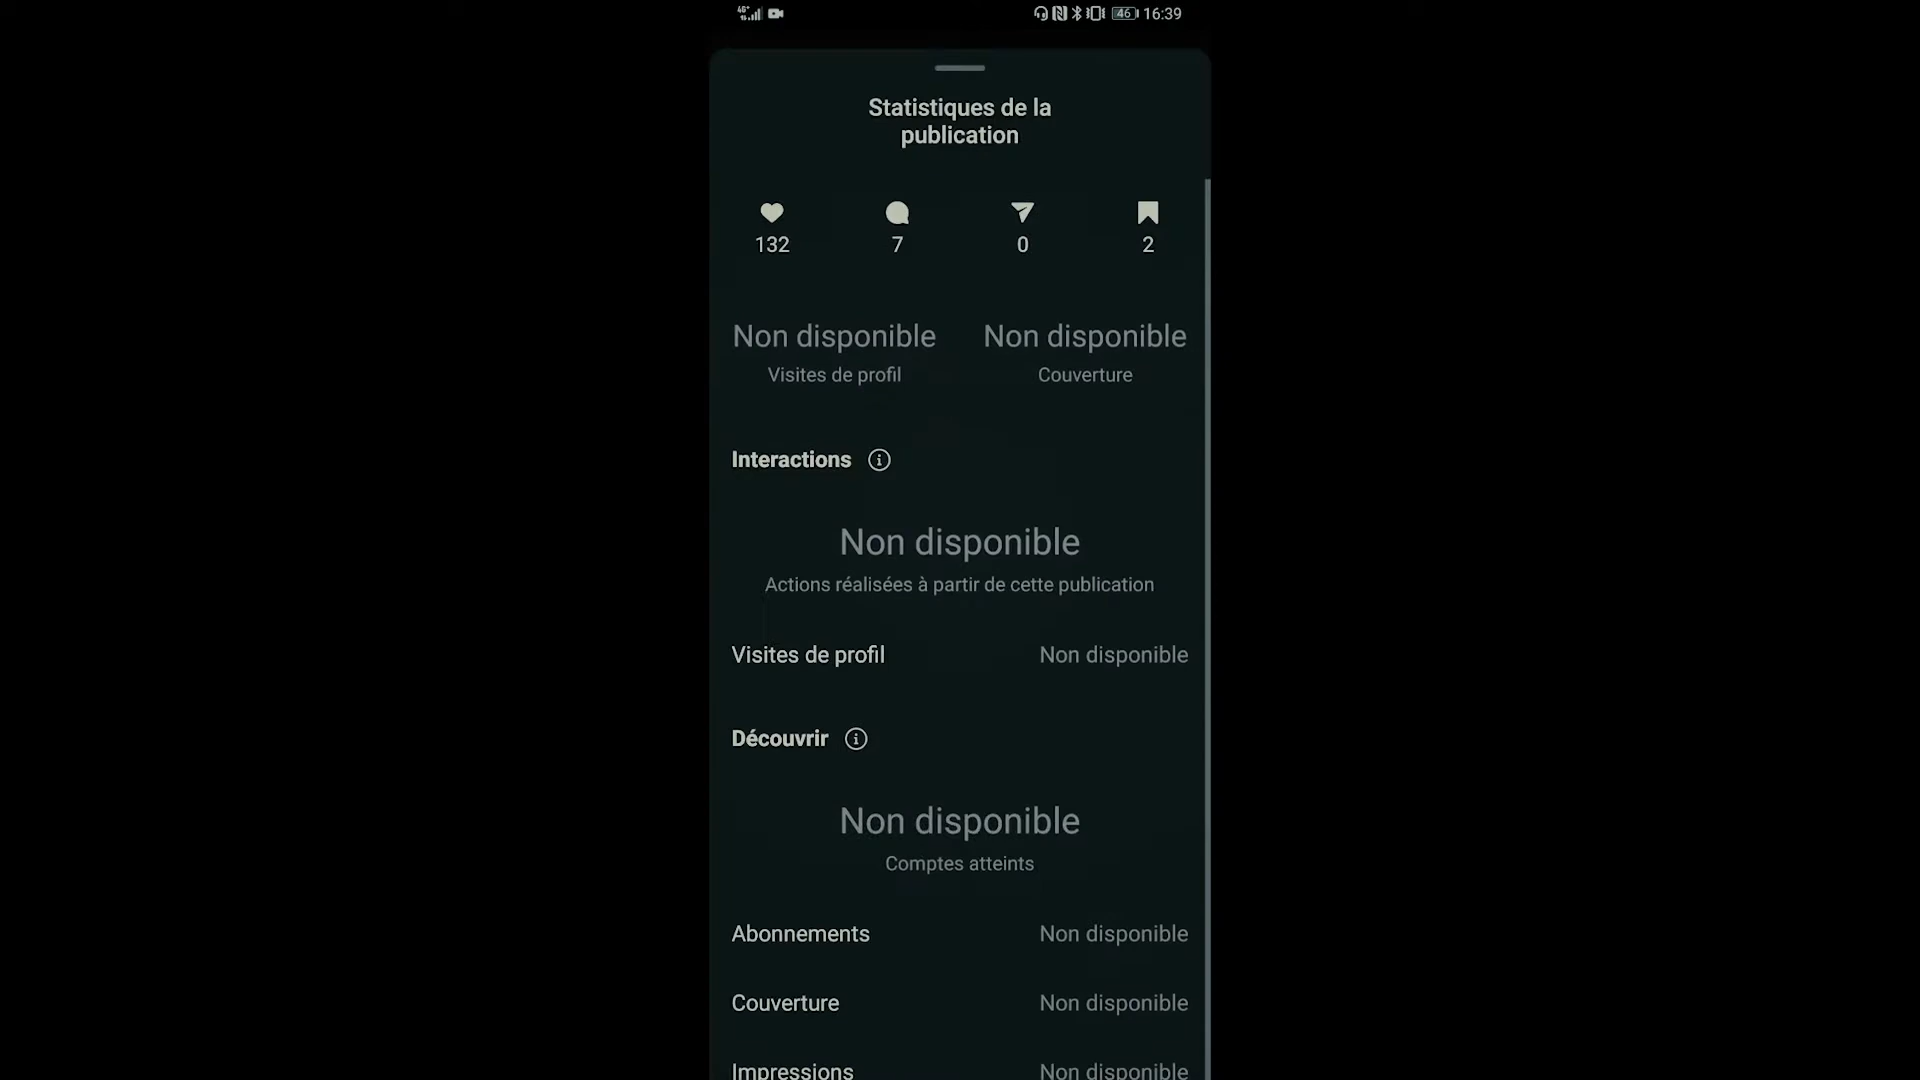 4G+ 46 16:39
Statistiques de la
publication
132 7 0 2
Non disponible Non disponible
Visites de profil Couverture
Interactions
Non disponible
Actions réalisées à partir de cette publication
Visites de profil Non disponible
Découvrir
Non disponible
Comptes atteints
Abonnements Non disponible
Couverture Non disponible
Impressions Non disponible